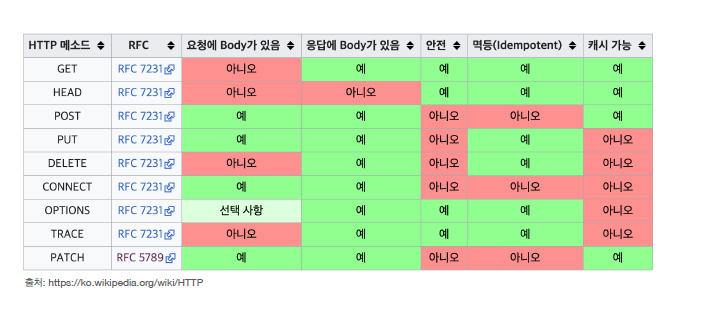 HTTP 메소드 RFC 요청에 Body가 있음 응답에 Body가 있음 안전 멱등(Idempotent) 캐시 가능
GET RFC 7231 아니오 예 예 예 예
HEAD RFC 7231 아니오 아니오 예 예 예
POST RFC 7231 예 예 아니오 아니오 예
PUT RFC 7231 예 예 아니오 예 아니오
DELETE RFC 7231 아니오 예 아니오 예 아니오
CONNECT RFC 7231 예 예 아니오 아니오 아니오
OPTIONS RFC 7231 선택 사항 예 예 예 아니오
TRACE RFC 7231 아니오 예 예 예 아니오
PATCH RFC 5789 예 예 아니오 아니오 예
출처: https://ko.wikipedia.org/wiki/HTTP